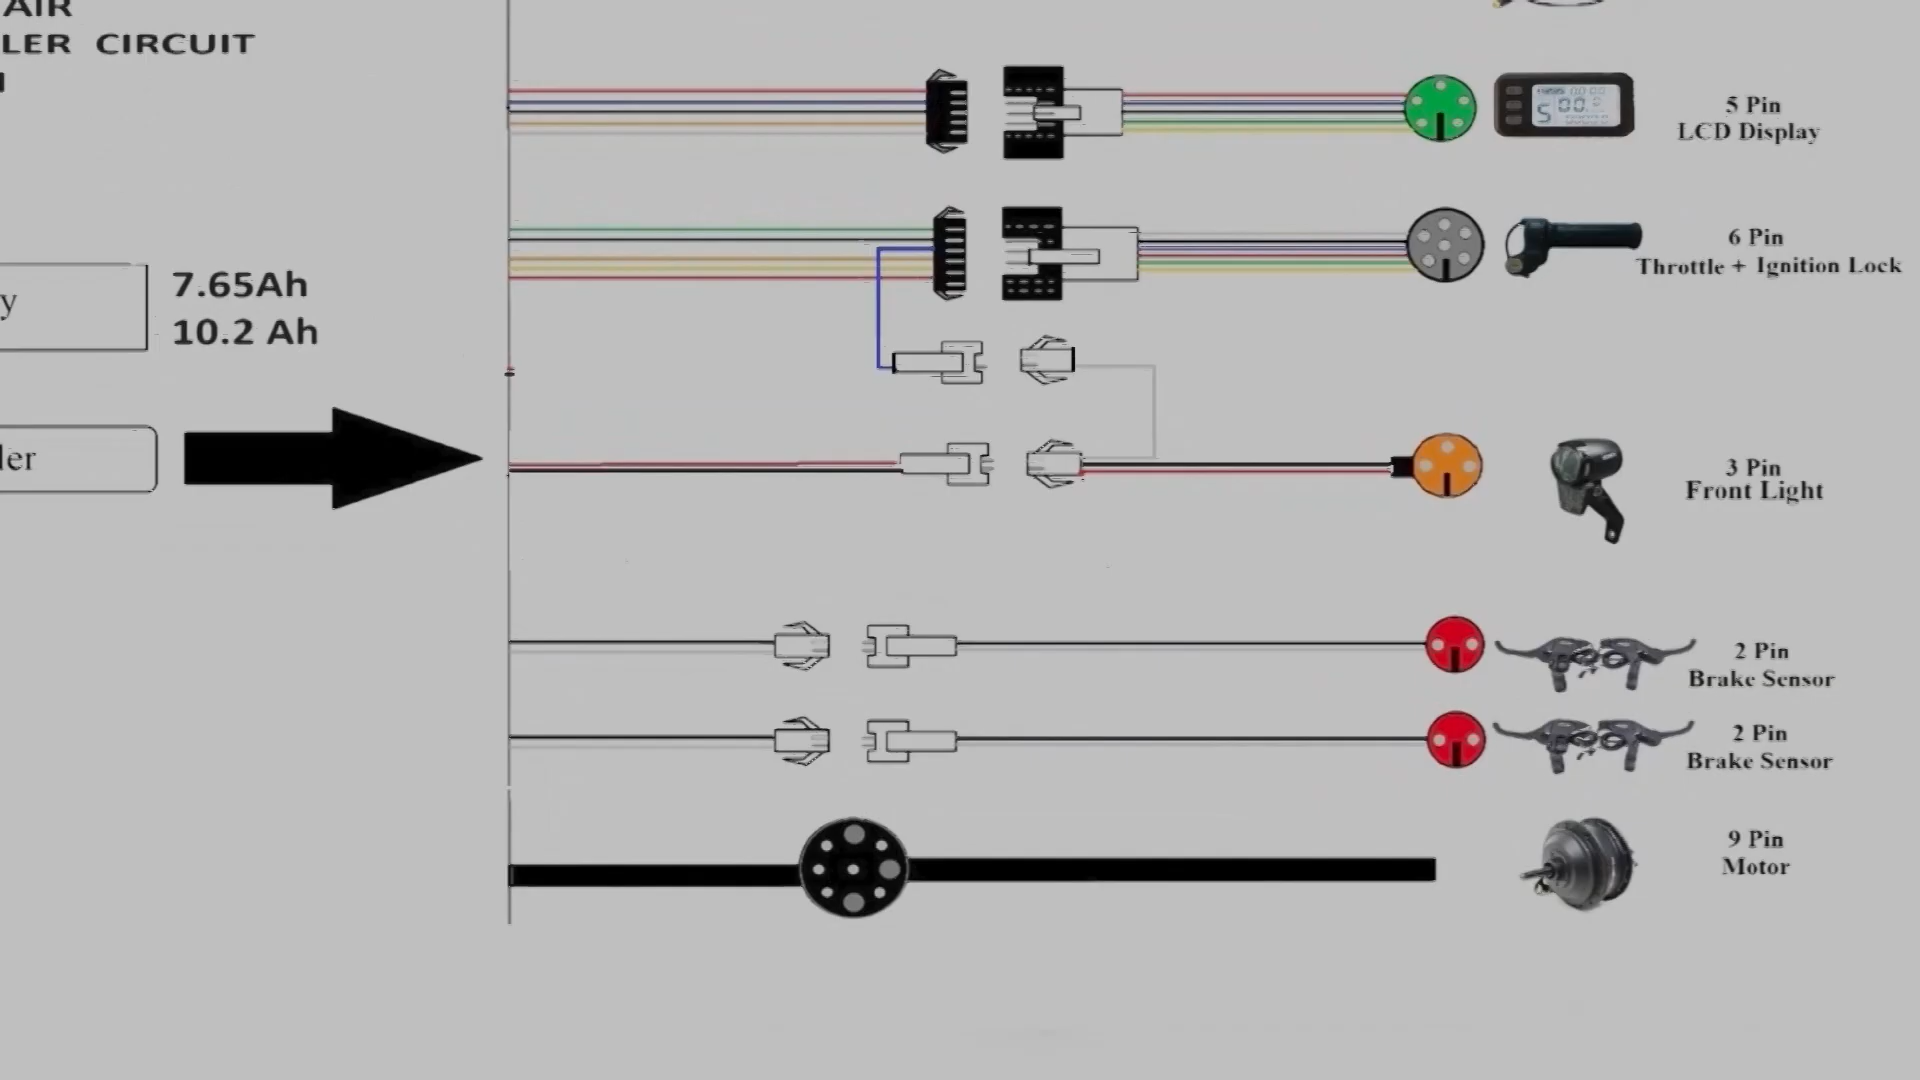 AIR
LER CIRCUIT
5 Pin
LCD Display
6 Pin
Throttle + Ignition Lock
7.65Ah
10.2 Ah
y
ler
3 Pin
Front Light
2 Pin
Brake Sensor
2 Pin
Brake Sensor
9 Pin
Motor